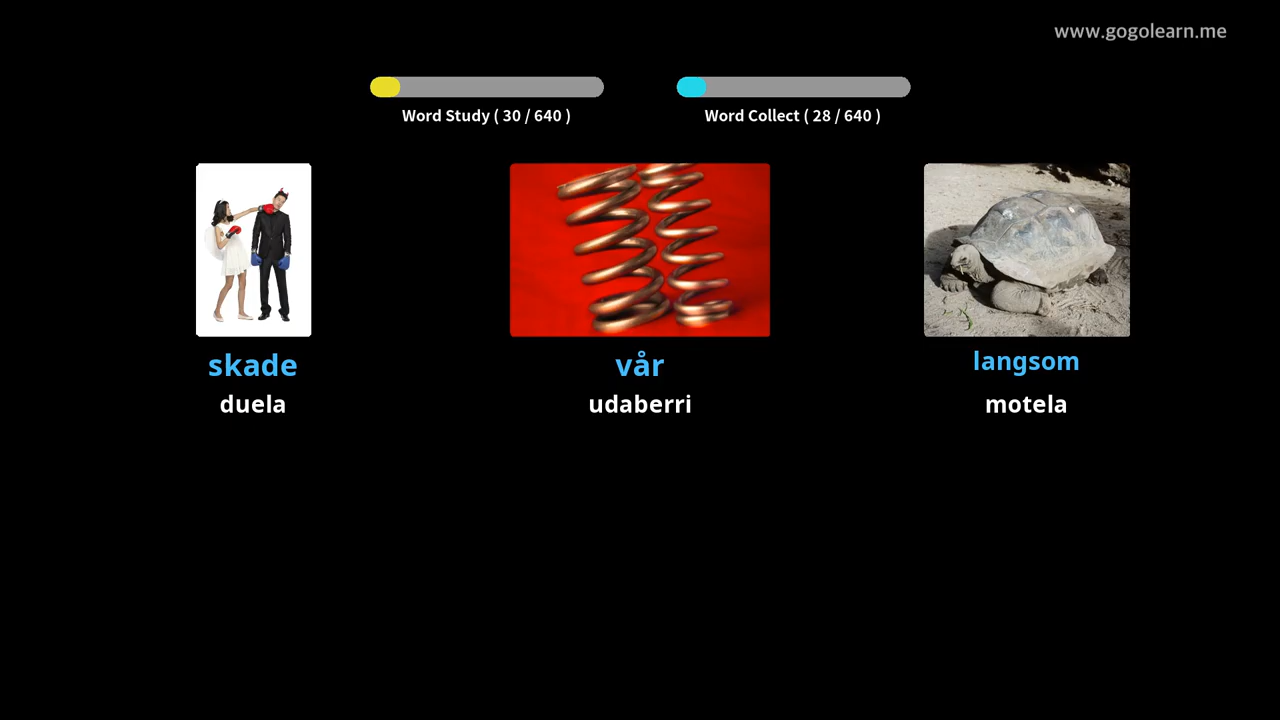 www.gogolearn.me
Word Study ( 30 / 640 )
Word Collect ( 28 / 640 )
skade
duela
vår
udaberri
langsom
motela